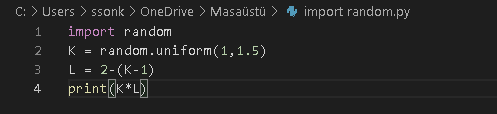 C: > Users > ssonk > OneDrive > Masaüstü > import random.py
1 import random
2 K = random.uniform(1,1.5)
3 L = 2-(K-1)
4 print(K*L)